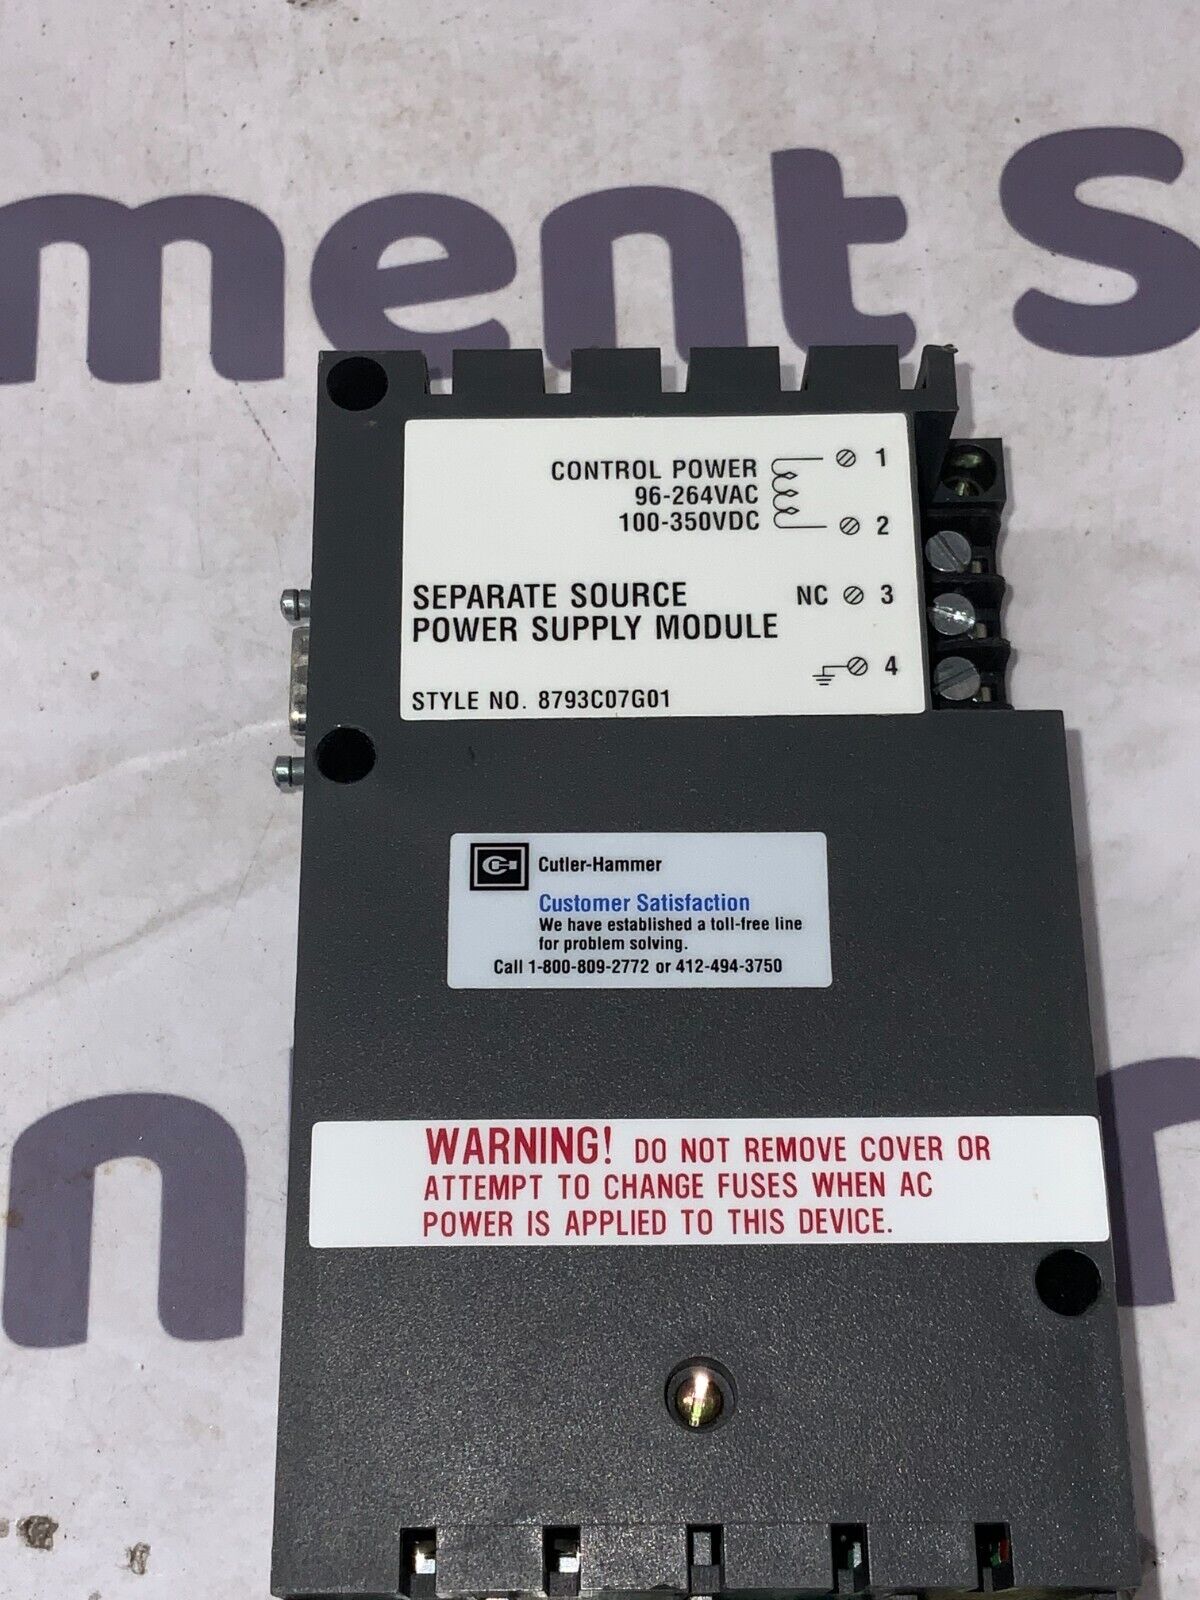 ment S
CONTROL POWER
96-264VAC
100-350VDC
1
2
SEPARATE SOURCE
POWER SUPPLY MODULE
NC 3
4
STYLE NO. 8793C07G01
Cutler-Hammer
Customer Satisfaction
We have established a toll-free line
for problem solving.
Call 1-800-809-2772 or 412-494-3750
WARNING! DO NOT REMOVE COVER OR
ATTEMPT TO CHANGE FUSES WHEN AC
POWER IS APPLIED TO THIS DEVICE.